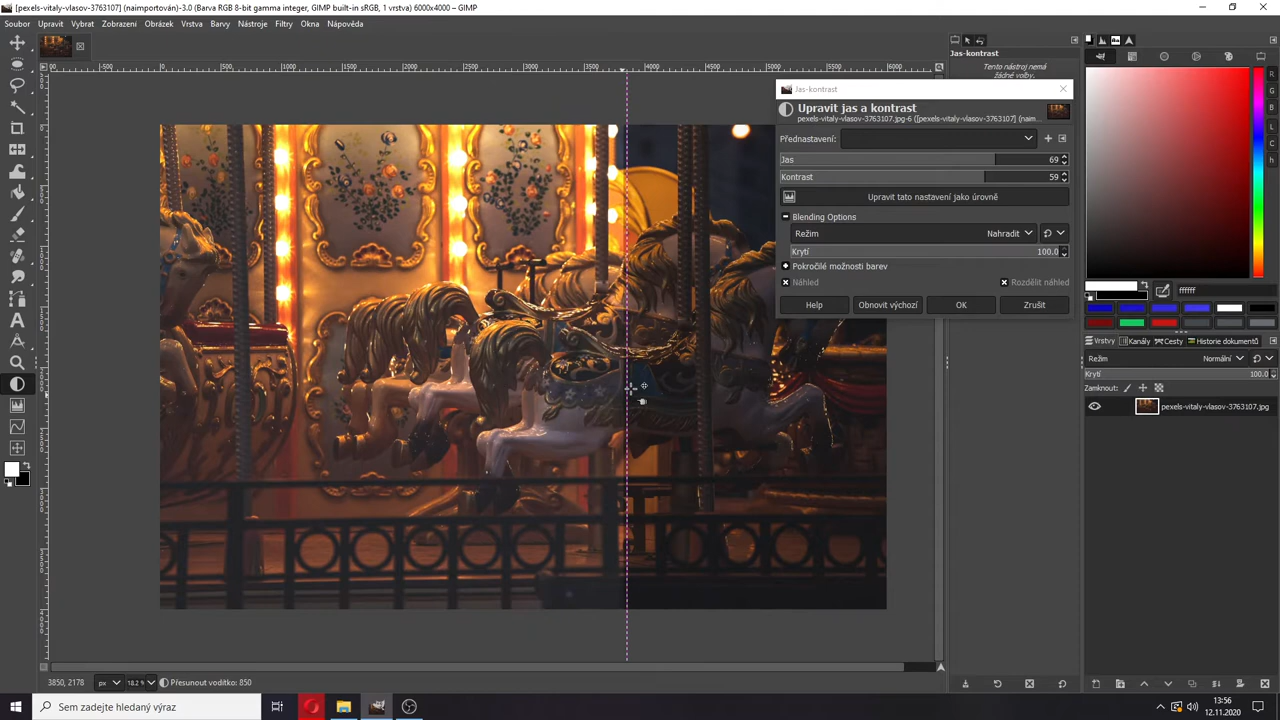 [pexels-vitaly-vlasov-3763107] (naimportován)-3.0 (Barva RGB 8-bit gamma integer, GIMP built-in sRGB, 1 vrstva) 6000x4000 – GIMP
Soubor Upravit Vybrat Zobrazení Obrázek Vrstva Barvy Nástroje Filtry Okna Nápověda
Jas-kontrast
Tento nástroj nemá
žádné volby.
Jas-kontrast
Upravit jas a kontrast
pexels-vitaly-vlasov-3763107.jpg-6 ([pexels-vitaly-vlasov-3763107] (naim...
Přednastavení:
Jas 69
Kontrast 59
Upravit tato nastavení jako úrovně
Blending Options
Režim Nahradit
Krytí 100.0
Pokročilé možnosti barev
Náhled Rozdělit náhled
Help Obnovit výchozí OK Zrušit
R
G
B
L
C
h
ffffff
Vrstvy Kanály Cesty Historie dokumentů
Režim Normální
Krytí 100.0
Zamknout:
pexels-vitaly-vlasov-3763107.jpg
3850, 2178 px 18.2 % Přesunout vodítko: 850
Sem zadejte hledaný výraz
13:56
12.11.2020